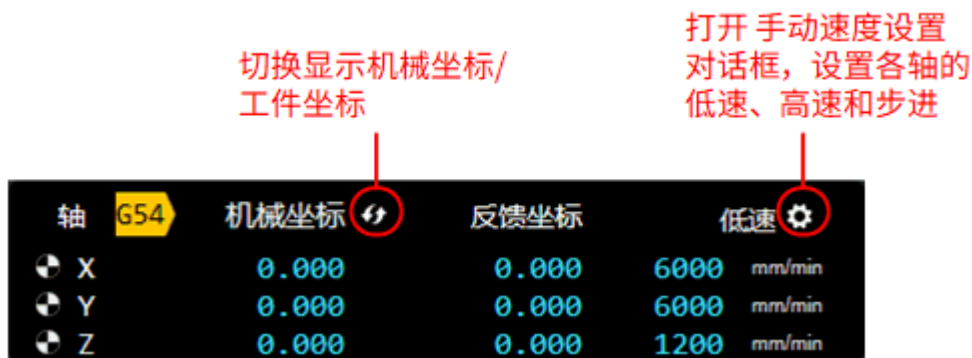 打开 手动速度设置
对话框，设置各轴的
低速、高速和步进
切换显示机械坐标/
工件坐标
轴 G54 机械坐标 反馈坐标 低速
X 0.000 0.000 6000 mm/min
Y 0.000 0.000 6000 mm/min
Z 0.000 0.000 1200 mm/min